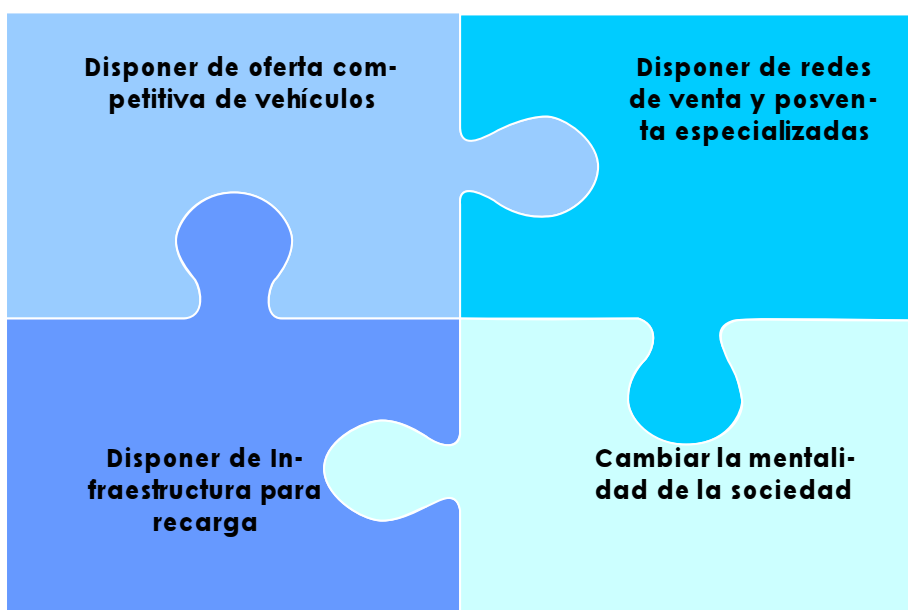 Disponer de oferta com-
petitiva de vehículos
Disponer de redes
de venta y posven-
ta especializadas
Disponer de In-
fraestructura para
recarga
Cambiar la mentali-
dad de la sociedad